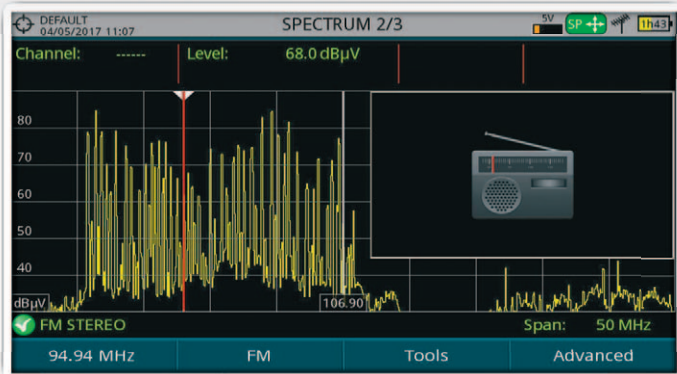 DEFAULT
04/05/2017 11:07
SPECTRUM 2/3
5V
SP
1h43
Channel: ------ Level: 68.0 dBµV
80
70
60
50
40
dBµV
106.90
FM STEREO
Span: 50 MHz
94.94 MHz FM Tools Advanced